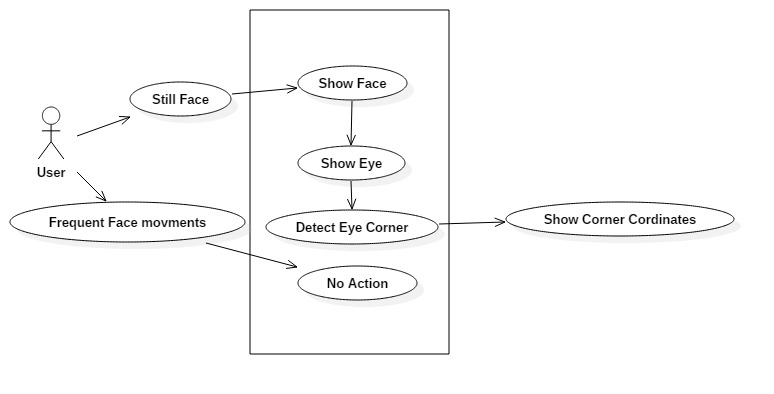 Show Face
Still Face
Show Eye
User
Frequent Face movments
Detect Eye Corner
Show Corner Cordinates
No Action